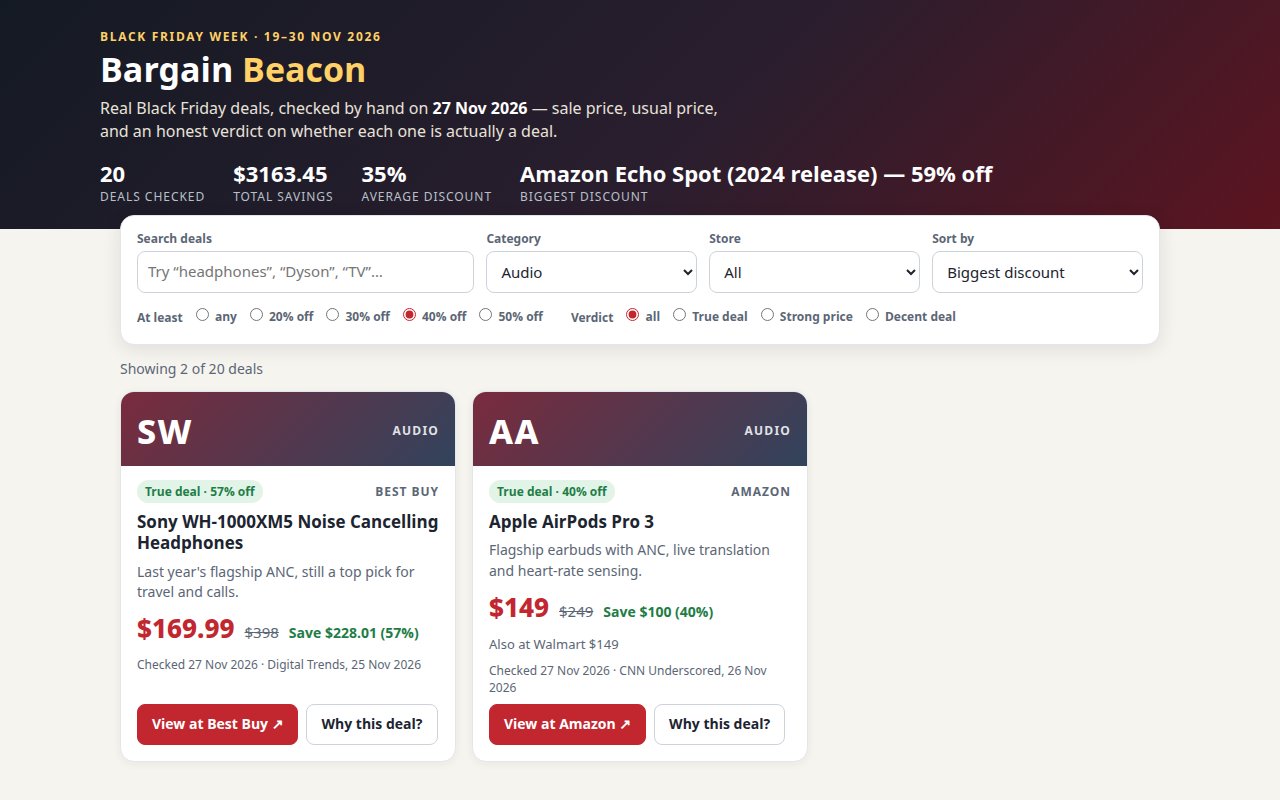 BLACK FRIDAY WEEK · 19–30 NOV 2026
Bargain Beacon
Real Black Friday deals, checked by hand on 27 Nov 2026 — sale price, usual price,
and an honest verdict on whether each one is actually a deal.
20
DEALS CHECKED
$3163.45
TOTAL SAVINGS
35%
AVERAGE DISCOUNT
Amazon Echo Spot (2024 release) — 59% off
BIGGEST DISCOUNT
Search deals
Try “headphones”, “Dyson”, “TV”…
Category
Audio
Store
All
Sort by
Biggest discount
At least any 20% off 30% off 40% off 50% off Verdict all True deal Strong price Decent deal
Showing 2 of 20 deals
SW
AUDIO
True deal · 57% off
BEST BUY
Sony WH-1000XM5 Noise Cancelling
Headphones
Last year's flagship ANC, still a top pick for
travel and calls.
$169.99 $398 Save $228.01 (57%)
Checked 27 Nov 2026 · Digital Trends, 25 Nov 2026
View at Best Buy ↗
Why this deal?
AA
AUDIO
True deal · 40% off
AMAZON
Apple AirPods Pro 3
Flagship earbuds with ANC, live translation
and heart-rate sensing.
$149 $249 Save $100 (40%)
Also at Walmart $149
Checked 27 Nov 2026 · CNN Underscored, 26 Nov
2026
View at Amazon ↗
Why this deal?